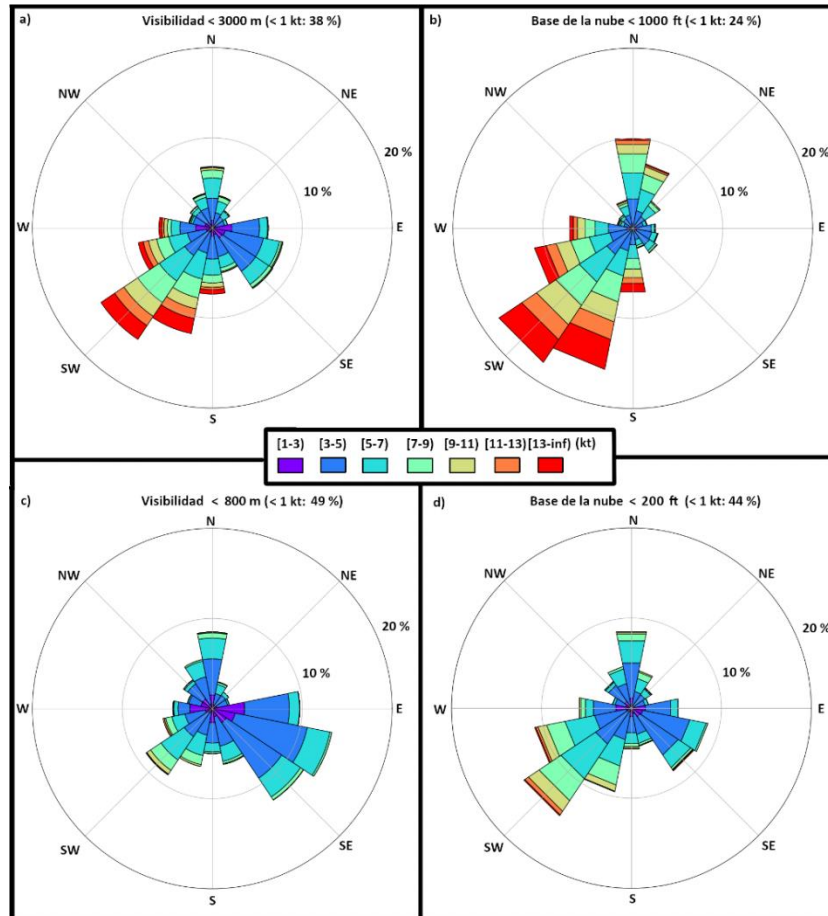 a) Visibilidad < 3000 m (< 1 kt: 38 %)
N
NW NE
20 %
10 %
W E
SW SE
S
b) Base de la nube < 1000 ft (< 1 kt: 24 %)
N
NW NE
20 %
10 %
W E
SW SE
S
[1-3) [3-5) [5-7) [7-9) [9-11) [11-13) [13-inf) (kt)
c) Visibilidad < 800 m (< 1 kt: 49 %)
N
NW NE
20 %
10 %
W E
SW SE
S
d) Base de la nube < 200 ft (< 1 kt: 44 %)
N
NW NE
20 %
10 %
W E
SW SE
S